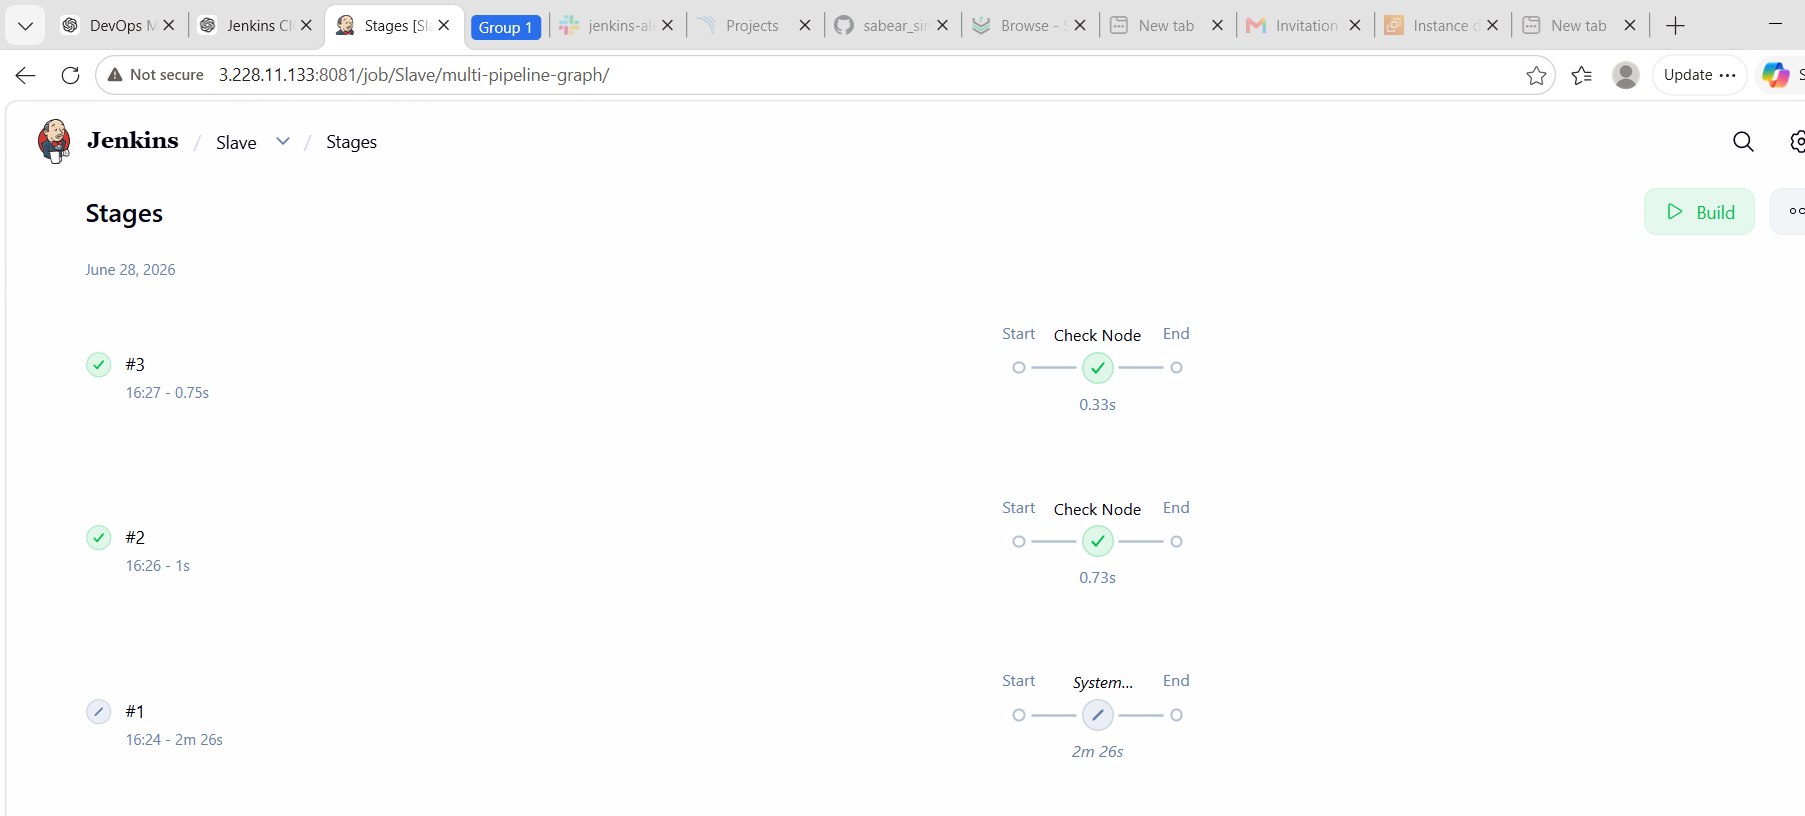 DevOps M
Jenkins Cl
Stages [Sla
Group 1
jenkins-ale
Projects
sabear_sim
Browse - S
New tab
Invitation
Instance d
New tab
Not secure
3.228.11.133:8081/job/Slave/multi-pipeline-graph/
Update
Jenkins / Slave / Stages
Stages
Build
June 28, 2026
Start Check Node End
#3
16:27 - 0.75s
0.33s
Start Check Node End
#2
16:26 - 1s
0.73s
Start System... End
#1
16:24 - 2m 26s
2m 26s